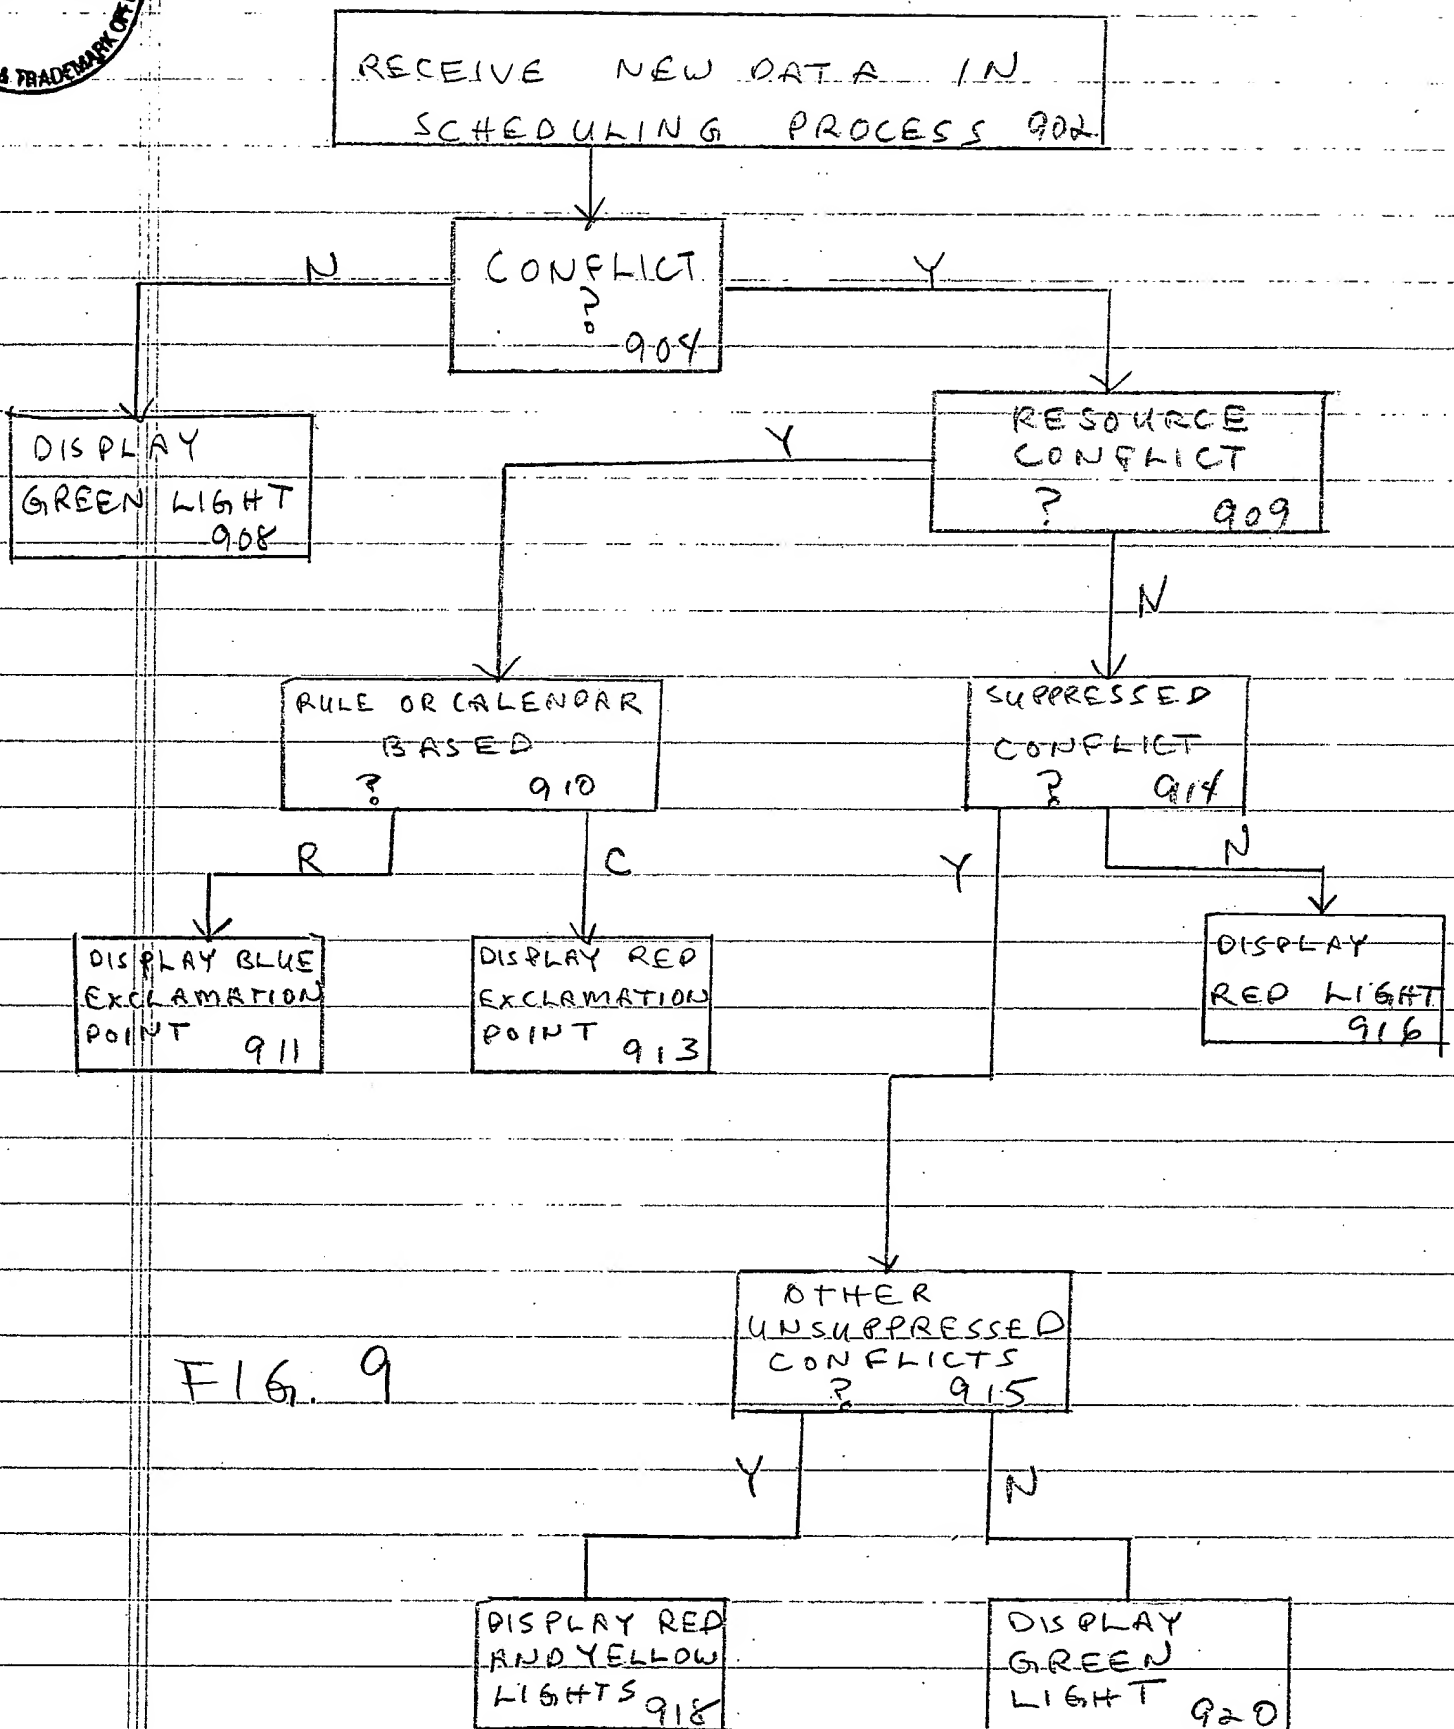 & TRADEMARK OFFI
RECEIVE NEW DATA IN
SCHEDULING PROCESS 902
CONFLICT
?
904
N
Y
DISPLAY
GREEN LIGHT
908
RESOURCE
CONFLICT
? 909
Y
N
RULE OR CALENDAR
BASED
? 910
SUPPRESSED
CONFLICT
? 914
R
C
Y
N
DISPLAY BLUE
EXCLAMATION
POINT 911
DISPLAY RED
EXCLAMATION
POINT 913
DISPLAY
RED LIGHT
916
OTHER
UNSUPPRESSED
CONFLICTS
? 915
FIG. 9
Y
N
DISPLAY RED
AND YELLOW
LIGHTS 918
DISPLAY
GREEN
LIGHT 920